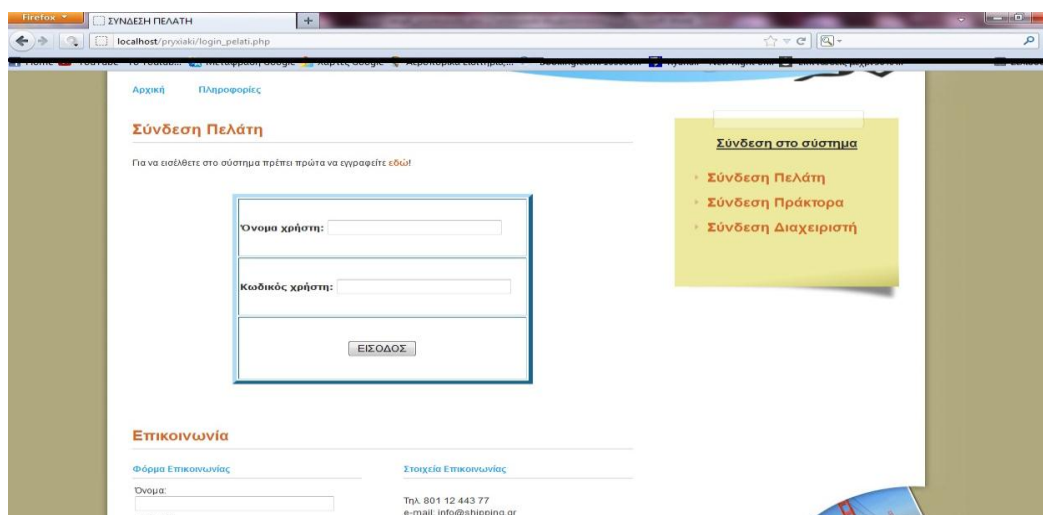 Firefox
ΣΥΝΔΕΣΗ ΠΕΛΑΤΗ
localhost/pryxiaki/login_pelati.php
Αρχική Πληροφορίες
Σύνδεση Πελάτη
Για να εισέλθετε στο σύστημα πρέπει πρώτα να εγγραφείτε εδώ!
Όνομα χρήστη:
Κωδικός χρήστη:
ΕΙΣΟΔΟΣ
Σύνδεση στο σύστημα
Σύνδεση Πελάτη
Σύνδεση Πράκτορα
Σύνδεση Διαχειριστή
Επικοινωνία
Φόρμα Επικοινωνίας
Όνομα:
Στοιχεία Επικοινωνίας
Τηλ. 801 12 443 77
e-mail: info@shipping.gr